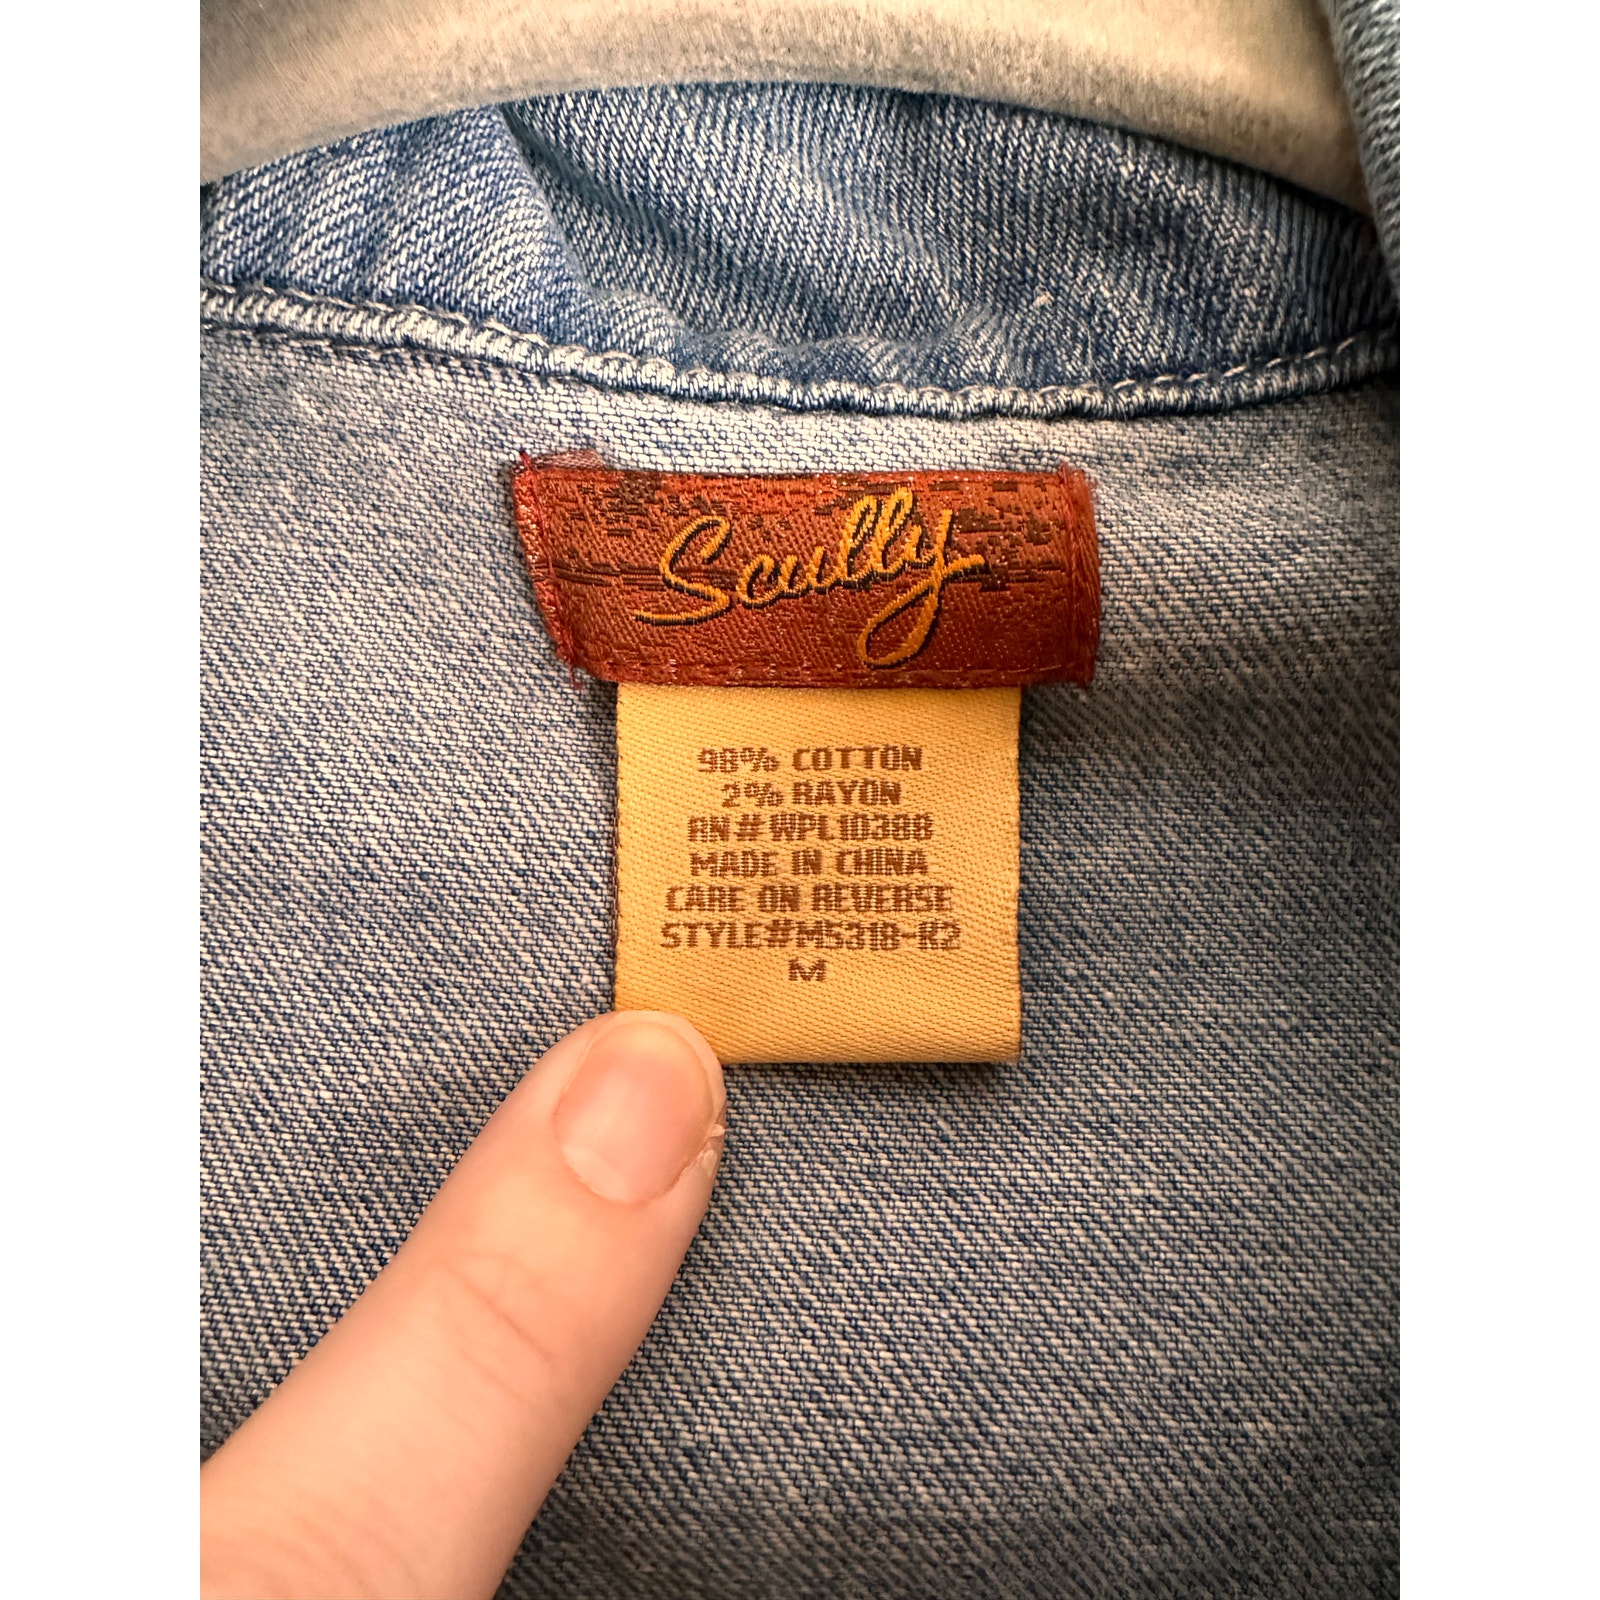 Scully
98% COTTON
2% RAYON
RN# WPL10388
MADE IN CHINA
CARE ON REVERSE
STYLE#M5318-K2
M